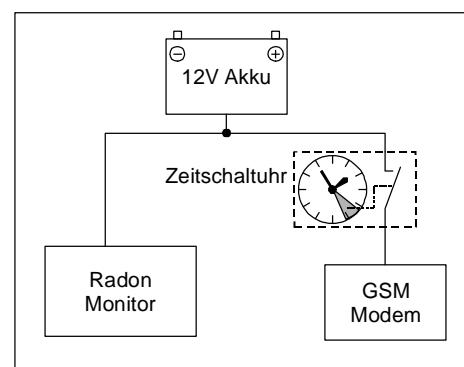 12V Akku
Zeitschaltuhr
Radon
Monitor
GSM
Modem